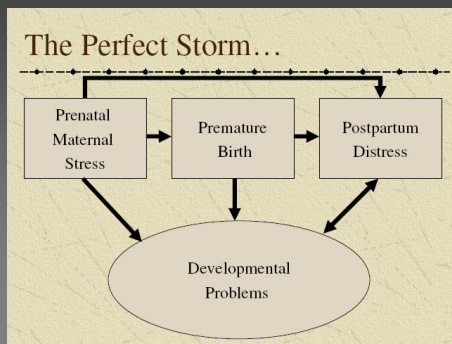 The Perfect Storm…
Prenatal
Maternal
Stress
Premature
Birth
Postpartum
Distress
Developmental
Problems